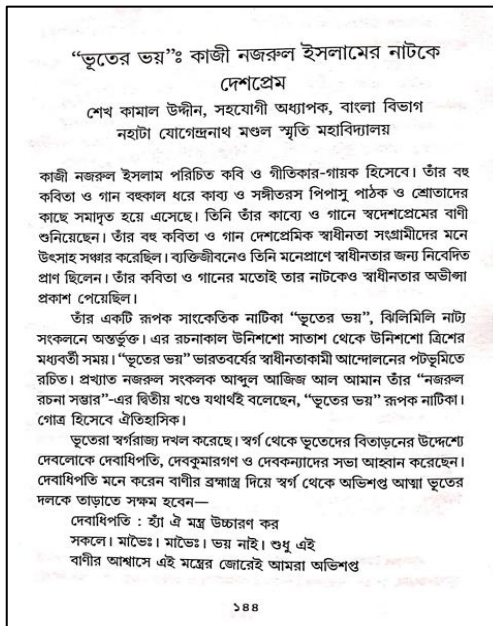 “ভূতের ভয়”ঃ কাজী নজরুল ইসলামের নাটকে
দেশপ্রেম
শেখ কামাল উদ্দীন, সহযোগী অধ্যাপক, বাংলা বিভাগ
নহাটা যোগেন্দ্রনাথ মণ্ডল স্মৃতি মহাবিদ্যালয়
কাজী নজরুল ইসলাম পরিচিত কবি ও গীতিকার-গায়ক হিসেবে। তাঁর বহু
কবিতা ও গান বহুকাল ধরে কাব্য ও সঙ্গীতরস পিপাসু পাঠক ও শ্রোতাদের
কাছে সমাদৃত হয়ে এসেছে। তিনি তাঁর কাব্যে ও গানে স্বদেশপ্রেমের বাণী
শুনিয়েছেন। তাঁর বহু কবিতা ও গান দেশপ্রেমিক স্বাধীনতা সংগ্রামীদের মনে
উৎসাহ সঞ্চার করেছিল। ব্যক্তিজীবনেও তিনি মনেপ্রাণে স্বাধীনতার জন্য নিবেদিত
প্রাণ ছিলেন। তাঁর কবিতা ও গানের মতোই তার নাটকেও স্বাধীনতার অভীপ্সা
প্রকাশ পেয়েছিল।
তাঁর একটি রূপক সাংকেতিক নাটিকা “ভূতের ভয়”, ঝিলিমিলি নাট্য
সংকলনে অন্তর্ভুক্ত। এর রচনাকাল উনিশশো সাতাশ থেকে উনিশশো ত্রিশের
মধ্যবর্তী সময়। “ভূতের ভয়” ভারতবর্ষের স্বাধীনতাকামী আন্দোলনের পটভূমিতে
রচিত। প্রখ্যাত নজরুল সংকলক আব্দুল আজিজ আল আমান তাঁর “নজরুল
রচনা সম্ভার”-এর দ্বিতীয় খণ্ডে যথার্থই বলেছেন, “ভূতের ভয়” রূপক নাটিকা।
গোত্র হিসেবে ঐতিহাসিক।
ভূতেরা স্বর্গরাজ্য দখল করেছে। স্বর্গ থেকে ভূতেদের বিতাড়নের উদ্দেশ্যে
দেবলোকে দেবাধিপতি, দেবকুমারগণ ও দেবকন্যাদের সভা আহ্বান করেছেন।
দেবাধিপতি মনে করেন বাণীর ব্রহ্মাস্ত্র দিয়ে স্বর্গ থেকে অভিশপ্ত আত্মা ভূতের
দলকে তাড়াতে সক্ষম হবেন—
দেবাধিপতি : হ্যাঁ ঐ মন্ত্র উচ্চারণ কর
সকলে। মাভৈঃ। মাভৈঃ। ভয় নাই। শুধু এই
বাণীর আশ্বাসে এই মন্ত্রের জোরেই আমরা অভিশপ্ত
১৪৪